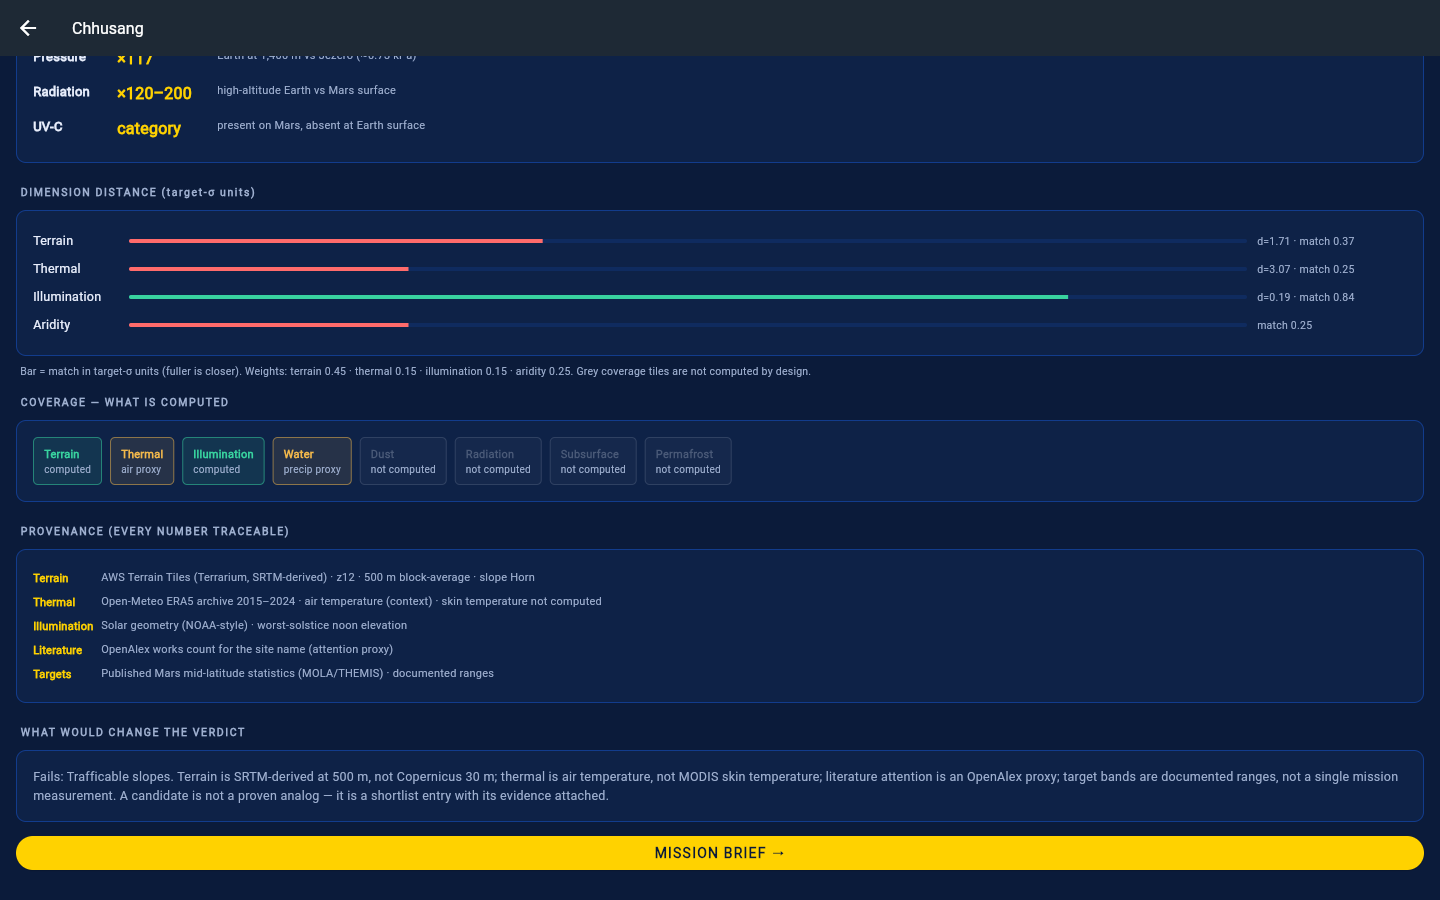 Chhusang
Pressure ×117 Earth at 1,400 m vs Jezero (~0.75 kPa)
Radiation ×120–200 high-altitude Earth vs Mars surface
UV-C category present on Mars, absent at Earth surface
DIMENSION DISTANCE (target-σ units)
Terrain d=1.71 · match 0.37
Thermal d=3.07 · match 0.25
Illumination d=0.19 · match 0.84
Aridity match 0.25
Bar = match in target-σ units (fuller is closer). Weights: terrain 0.45 · thermal 0.15 · illumination 0.15 · aridity 0.25. Grey coverage tiles are not computed by design.
COVERAGE — WHAT IS COMPUTED
Terrain Thermal Illumination Water Dust Radiation Subsurface Permafrost
computed air proxy computed precip proxy not computed not computed not computed not computed
PROVENANCE (EVERY NUMBER TRACEABLE)
Terrain AWS Terrain Tiles (Terrarium, SRTM-derived) · z12 · 500 m block-average · slope Horn
Thermal Open-Meteo ERA5 archive 2015–2024 · air temperature (context) · skin temperature not computed
Illumination Solar geometry (NOAA-style) · worst-solstice noon elevation
Literature OpenAlex works count for the site name (attention proxy)
Targets Published Mars mid-latitude statistics (MOLA/THEMIS) · documented ranges
WHAT WOULD CHANGE THE VERDICT
Fails: Trafficable slopes. Terrain is SRTM-derived at 500 m, not Copernicus 30 m; thermal is air temperature, not MODIS skin temperature; literature attention is an OpenAlex proxy; target bands are documented ranges, not a single mission
measurement. A candidate is not a proven analog — it is a shortlist entry with its evidence attached.
MISSION BRIEF →